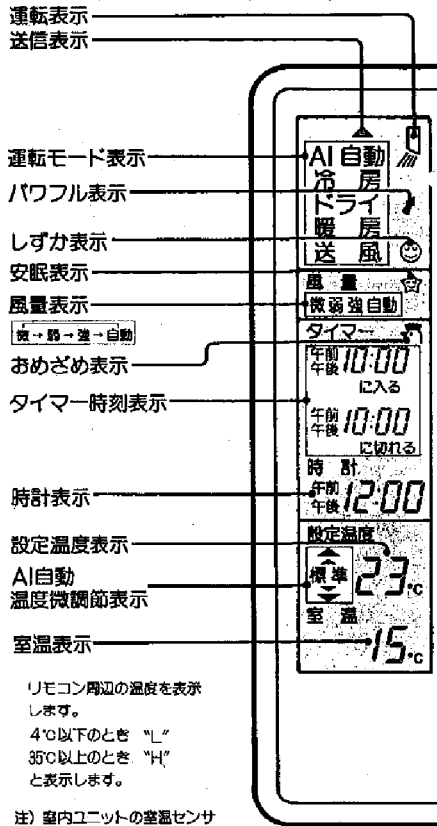 運転表示
送信表示
運転モード表示
パワフル表示
しずか表示
安眠表示
風量表示
微→弱→強→自動
おめざめ表示
タイマー時刻表示
時計表示
設定温度表示
AI自動
温度微調節表示
室温表示
リモコン周辺の温度を表示
します。
4℃以下のとき "L"
35℃以上のとき "H"
と表示します。
注) 室内ユニットの室温センサ
AI 自動
冷 房
ドライ
暖 房
送 風
風 量
微 弱 強 自動
タイマー
午前
午後 10:00
に入る
午前
午後 10:00
に切れる
時 計
午前
午後 12:00
設定温度
標準 23℃
室 温
15℃